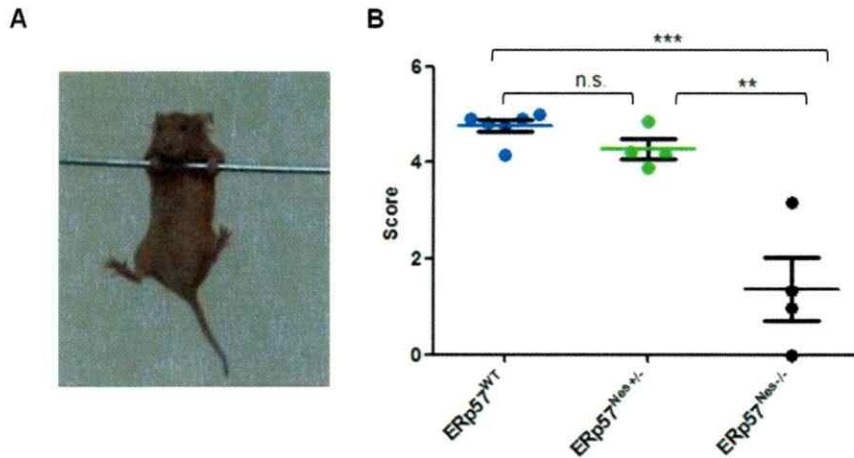 A
B
***
n.s.
**
6
4
2
0
Score
ERp57WT
ERp57Nes+/-
ERp57Nes-/-